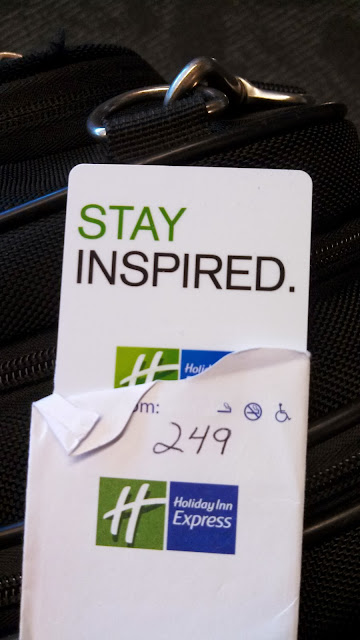 STAY
INSPIRED.
H Holid
om:
249
H Holiday Inn
Express